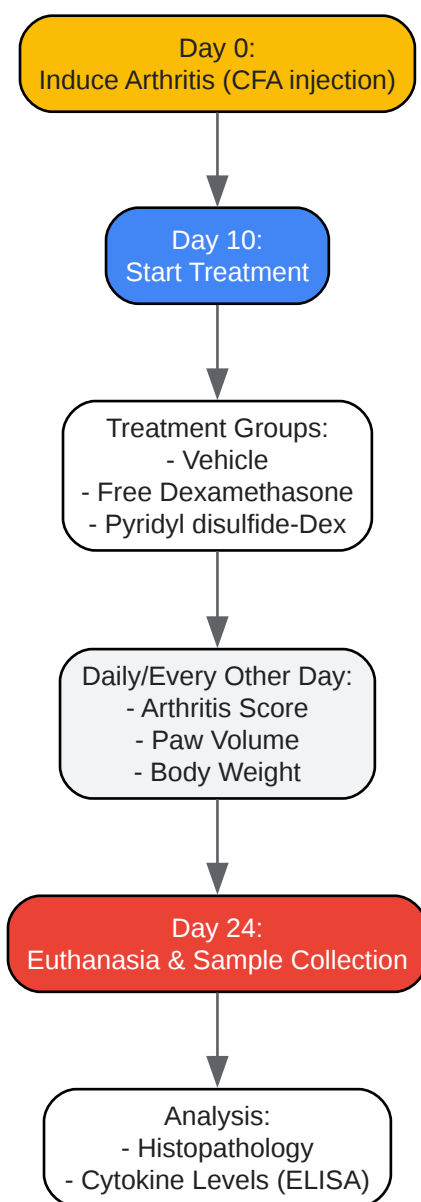 Day 0:
Induce Arthritis (CFA injection)
Day 10:
Start Treatment
Treatment Groups:
- Vehicle
- Free Dexamethasone
- Pyridyl disulfide-Dex
Daily/Every Other Day:
- Arthritis Score
- Paw Volume
- Body Weight
Day 24:
Euthanasia & Sample Collection
Analysis:
- Histopathology
- Cytokine Levels (ELISA)